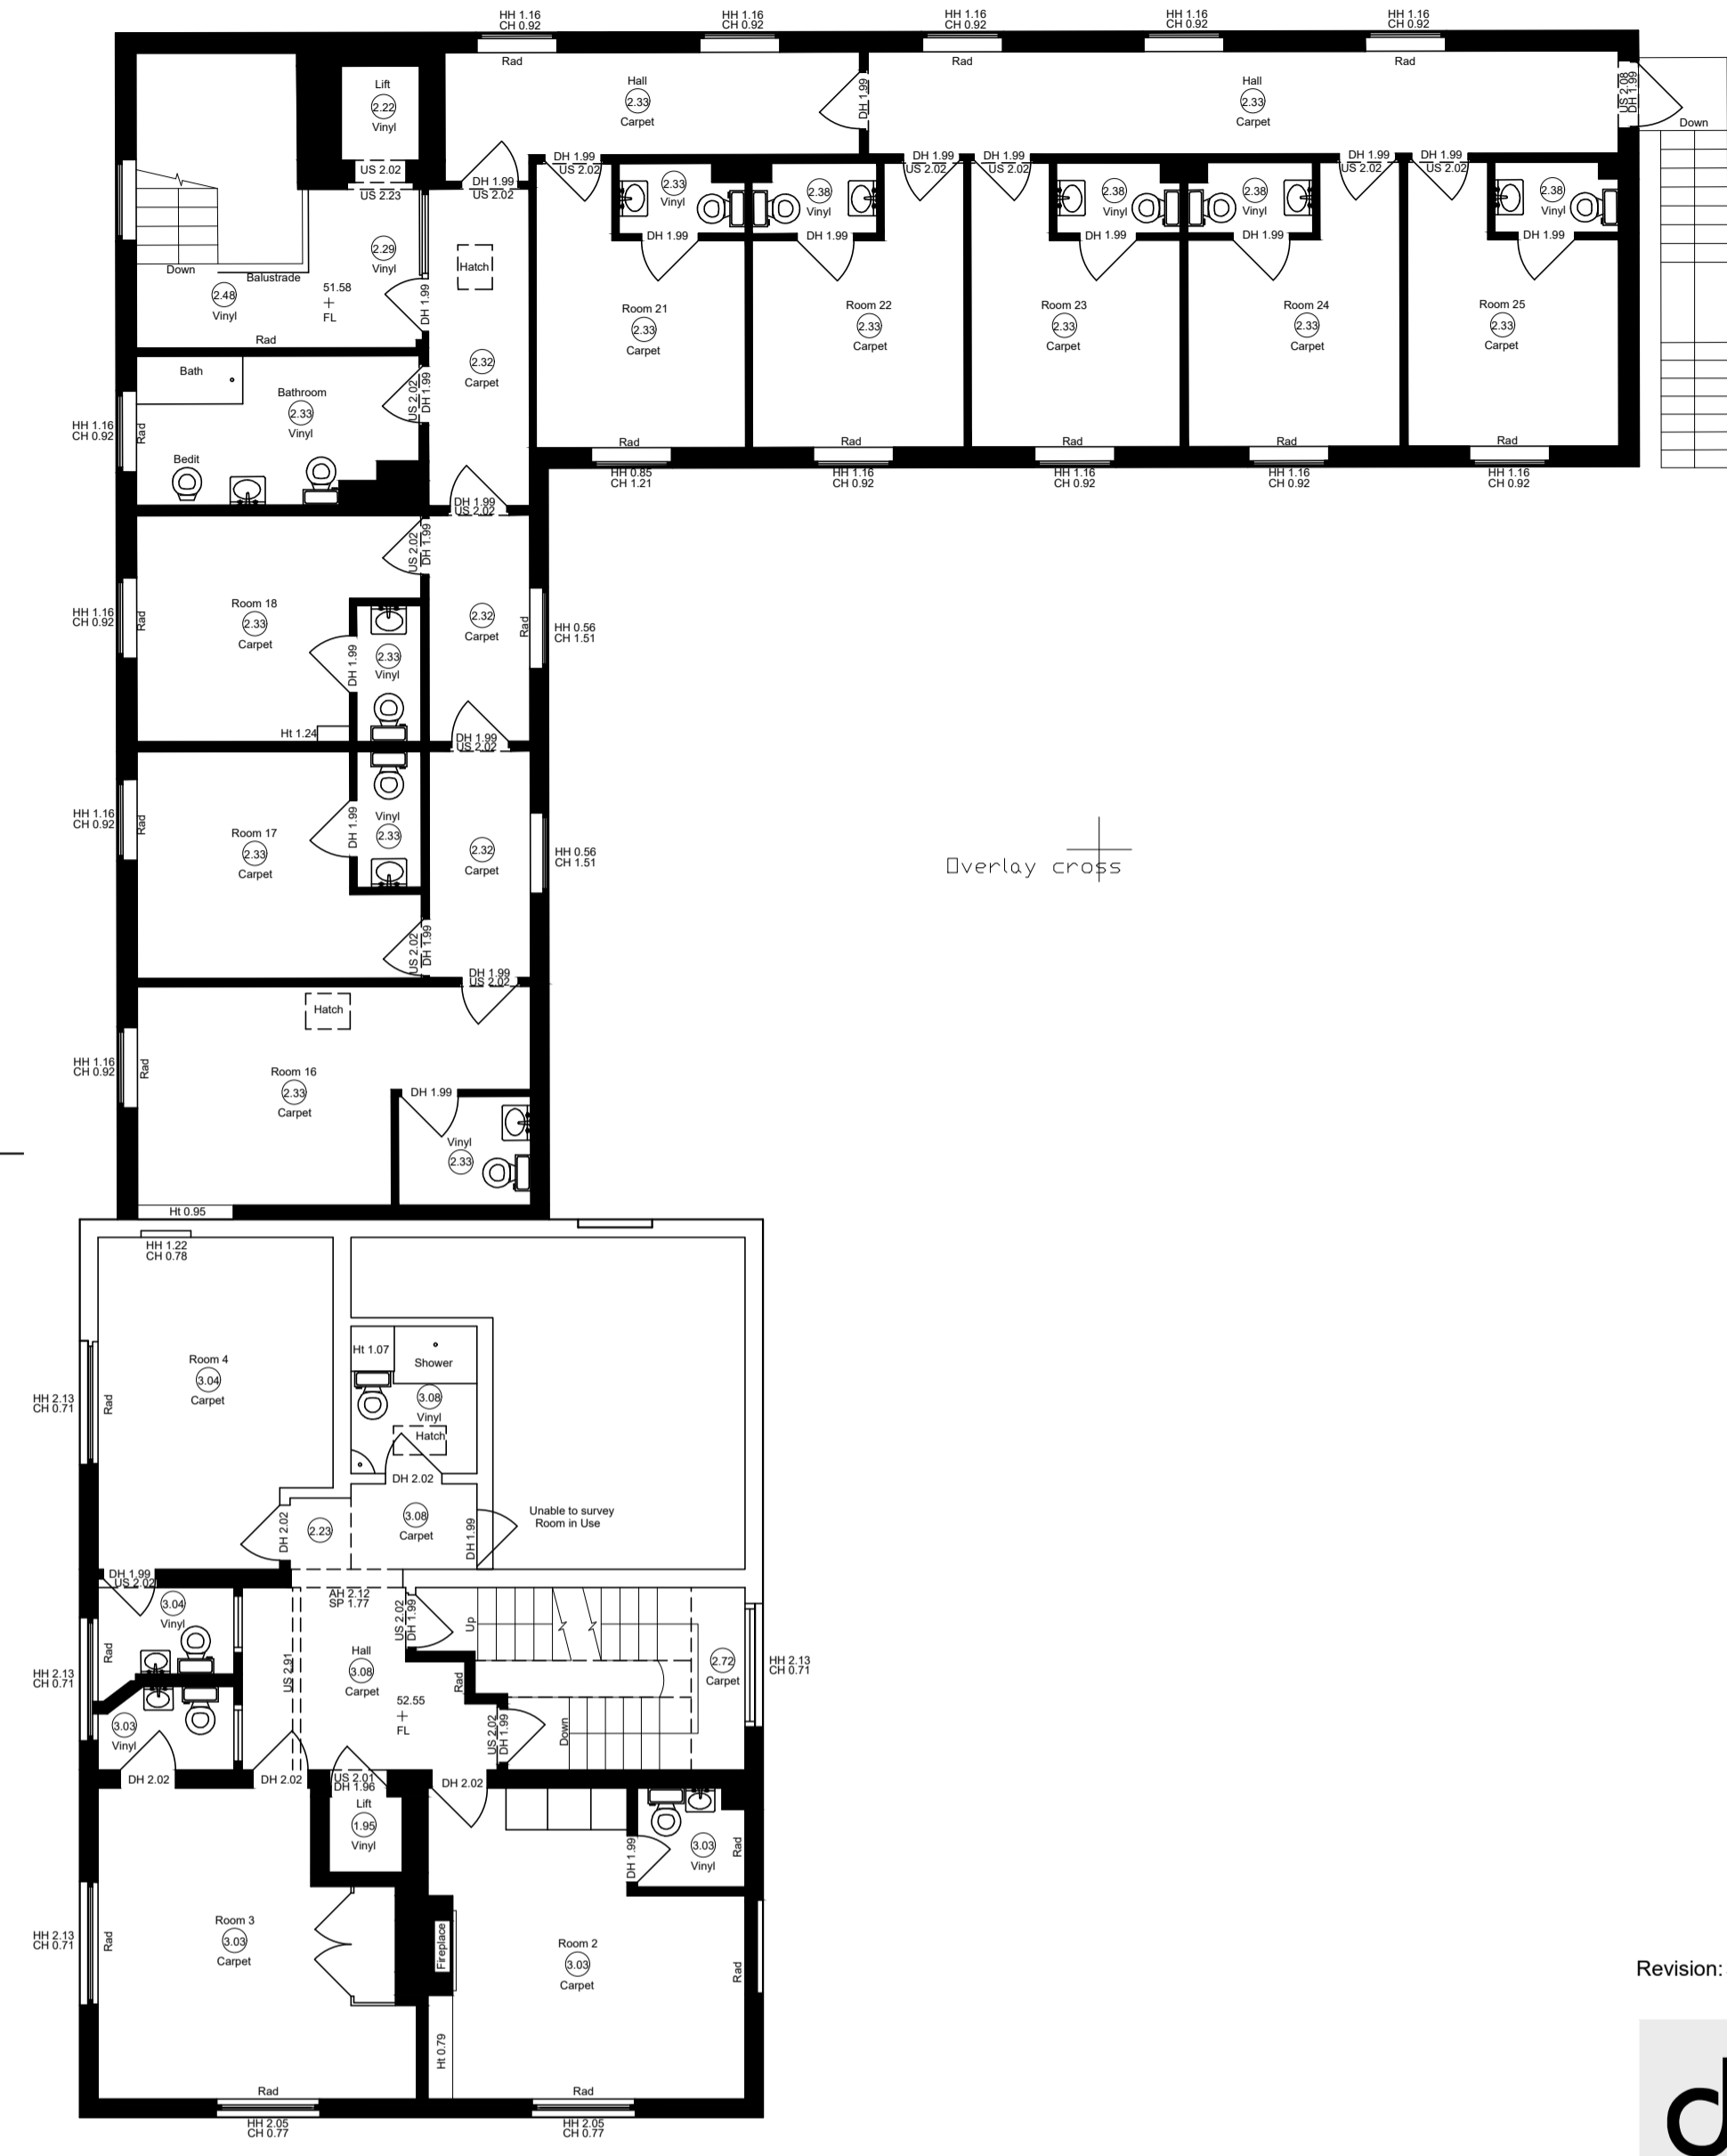 HH 1.16
CH 0.92
HH 1.16
CH 0.92
HH 1.16
CH 0.92
HH 1.16
CH 0.92
HH 1.16
CH 0.92
Rad
Rad
Rad
Lift
2.22
Vinyl
US 2.02
US 2.23
Hall
2.33
Carpet
DH 1.99
Hall
2.33
Carpet
US 2.08
DH 1.99
Down
DH 1.99
US 2.02
DH 1.99
US 2.02
DH 1.99
US 2.02
DH 1.99
US 2.02
DH 1.99
US 2.02
DH 1.99
US 2.02
2.33
Vinyl
DH 1.99
2.38
Vinyl
DH 1.99
2.38
Vinyl
DH 1.99
2.38
Vinyl
DH 1.99
2.38
Vinyl
DH 1.99
2.29
Vinyl
Hatch
Down
Balustrade
2.48
Vinyl
51.58
FL
Rad
DH 1.99
Room 21
2.33
Carpet
Room 22
2.33
Carpet
Room 23
2.33
Carpet
Room 24
2.33
Carpet
Room 25
2.33
Carpet
2.32
Carpet
Rad
Rad
Rad
Rad
Rad
HH 0.85
CH 1.21
HH 1.16
CH 0.92
HH 1.16
CH 0.92
HH 1.16
CH 0.92
HH 1.16
CH 0.92
Bath
Bathroom
2.33
Vinyl
US 2.02
DH 1.99
HH 1.16
CH 0.92
Rad
Bedit
DH 1.99
US 2.02
US 2.02
DH 1.99
Room 18
2.33
Carpet
HH 1.16
CH 0.92
Rad
DH 1.99
2.33
Vinyl
2.32
Carpet
Rad
HH 0.56
CH 1.51
Ht 1.24
DH 1.99
US 2.02
Room 17
2.33
Carpet
HH 1.16
CH 0.92
Rad
DH 1.99
Vinyl
2.33
2.32
Carpet
HH 0.56
CH 1.51
Overlay cross
US 2.02
DH 1.99
DH 1.99
US 2.02
Hatch
HH 1.16
CH 0.92
Rad
Room 16
2.33
Carpet
DH 1.99
Vinyl
2.33
Ht 0.95
HH 1.22
CH 0.78
Room 4
3.04
Carpet
HH 2.13
CH 0.71
Rad
Ht 1.07
Shower
3.08
Vinyl
Hatch
DH 2.02
DH 2.02
2.23
3.08
Carpet
DH 1.99
Unable to survey
Room in Use
DH 1.99
US 2.02
3.04
Vinyl
AH 2.12
SP 1.77
US 2.02
DH 1.99
Up
HH 2.13
CH 0.71
Rad
US 2.91
Hall
3.08
Carpet
Rad
2.72
Carpet
HH 2.13
CH 0.71
52.55
FL
US 2.02
DH 1.99
Down
3.03
Vinyl
DH 2.02
DH 2.02
US 2.01
DH 1.96
DH 2.02
Lift
1.95
Vinyl
DH 1.99
3.03
Vinyl
Rad
HH 2.13
CH 0.71
Rad
Room 3
3.03
Carpet
Fireplace
Room 2
3.03
Carpet
Rad
Ht 0.79
Rad
Rad
HH 2.05
CH 0.77
HH 2.05
CH 0.77
Revision:
d